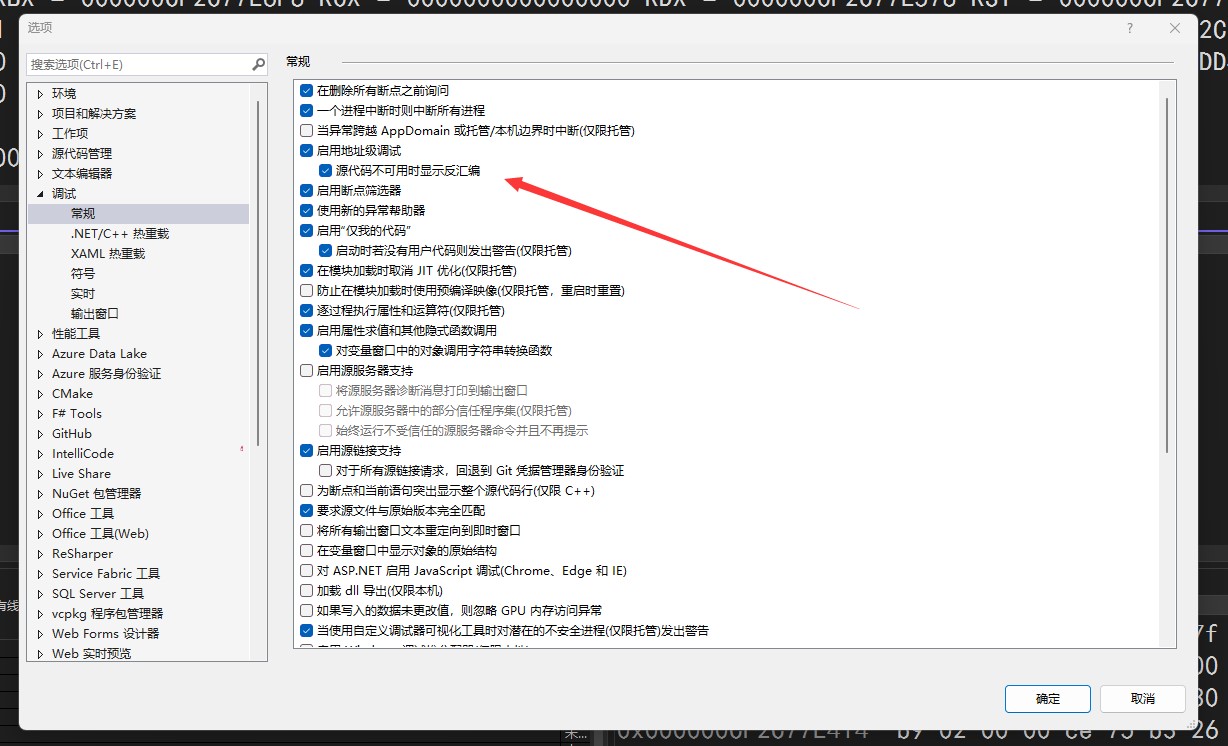 选项
?
搜索选项(Ctrl+E)
环境
项目和解决方案
工作项
源代码管理
文本编辑器
调试
常规
.NET/C++ 热重载
XAML 热重载
符号
实时
输出窗口
性能工具
Azure Data Lake
Azure 服务身份验证
CMake
F# Tools
GitHub
IntelliCode
Live Share
NuGet 包管理器
Office 工具
Office 工具(Web)
ReSharper
Service Fabric 工具
SQL Server 工具
vcpkg 程序包管理器
Web Forms 设计器
Web 实时预览
常规
在删除所有断点之前询问
一个进程中断时则中断所有进程
当异常跨越 AppDomain 或托管/本机边界时中断(仅限托管)
启用地址级调试
源代码不可用时显示反汇编
启用断点筛选器
使用新的异常帮助器
启用“仅我的代码”
启动时若没有用户代码则发出警告(仅限托管)
在模块加载时取消 JIT 优化(仅限托管)
防止在模块加载时使用预编译映像(仅限托管，重启时重置)
逐过程执行属性和运算符(仅限托管)
启用属性求值和其他隐式函数调用
对变量窗口中的对象调用字符串转换函数
启用源服务器支持
将源服务器诊断消息打印到输出窗口
允许源服务器中的部分信任程序集(仅限托管)
始终运行不受信任的源服务器命令并且不再提示
启用源链接支持
对于所有源链接请求，回退到 Git 凭据管理器身份验证
为断点和当前语句突出显示整个源代码行(仅限 C++)
要求源文件与原始版本完全匹配
将所有输出窗口文本重定向到即时窗口
在变量窗口中显示对象的原始结构
对 ASP.NET 启用 JavaScript 调试(Chrome、Edge 和 IE)
加载 dll 导出(仅限本机)
如果写入的数据未更改值，则忽略 GPU 内存访问异常
当使用自定义调试器可视化工具时对潜在的不安全进程(仅限托管)发出警告
确定
取消